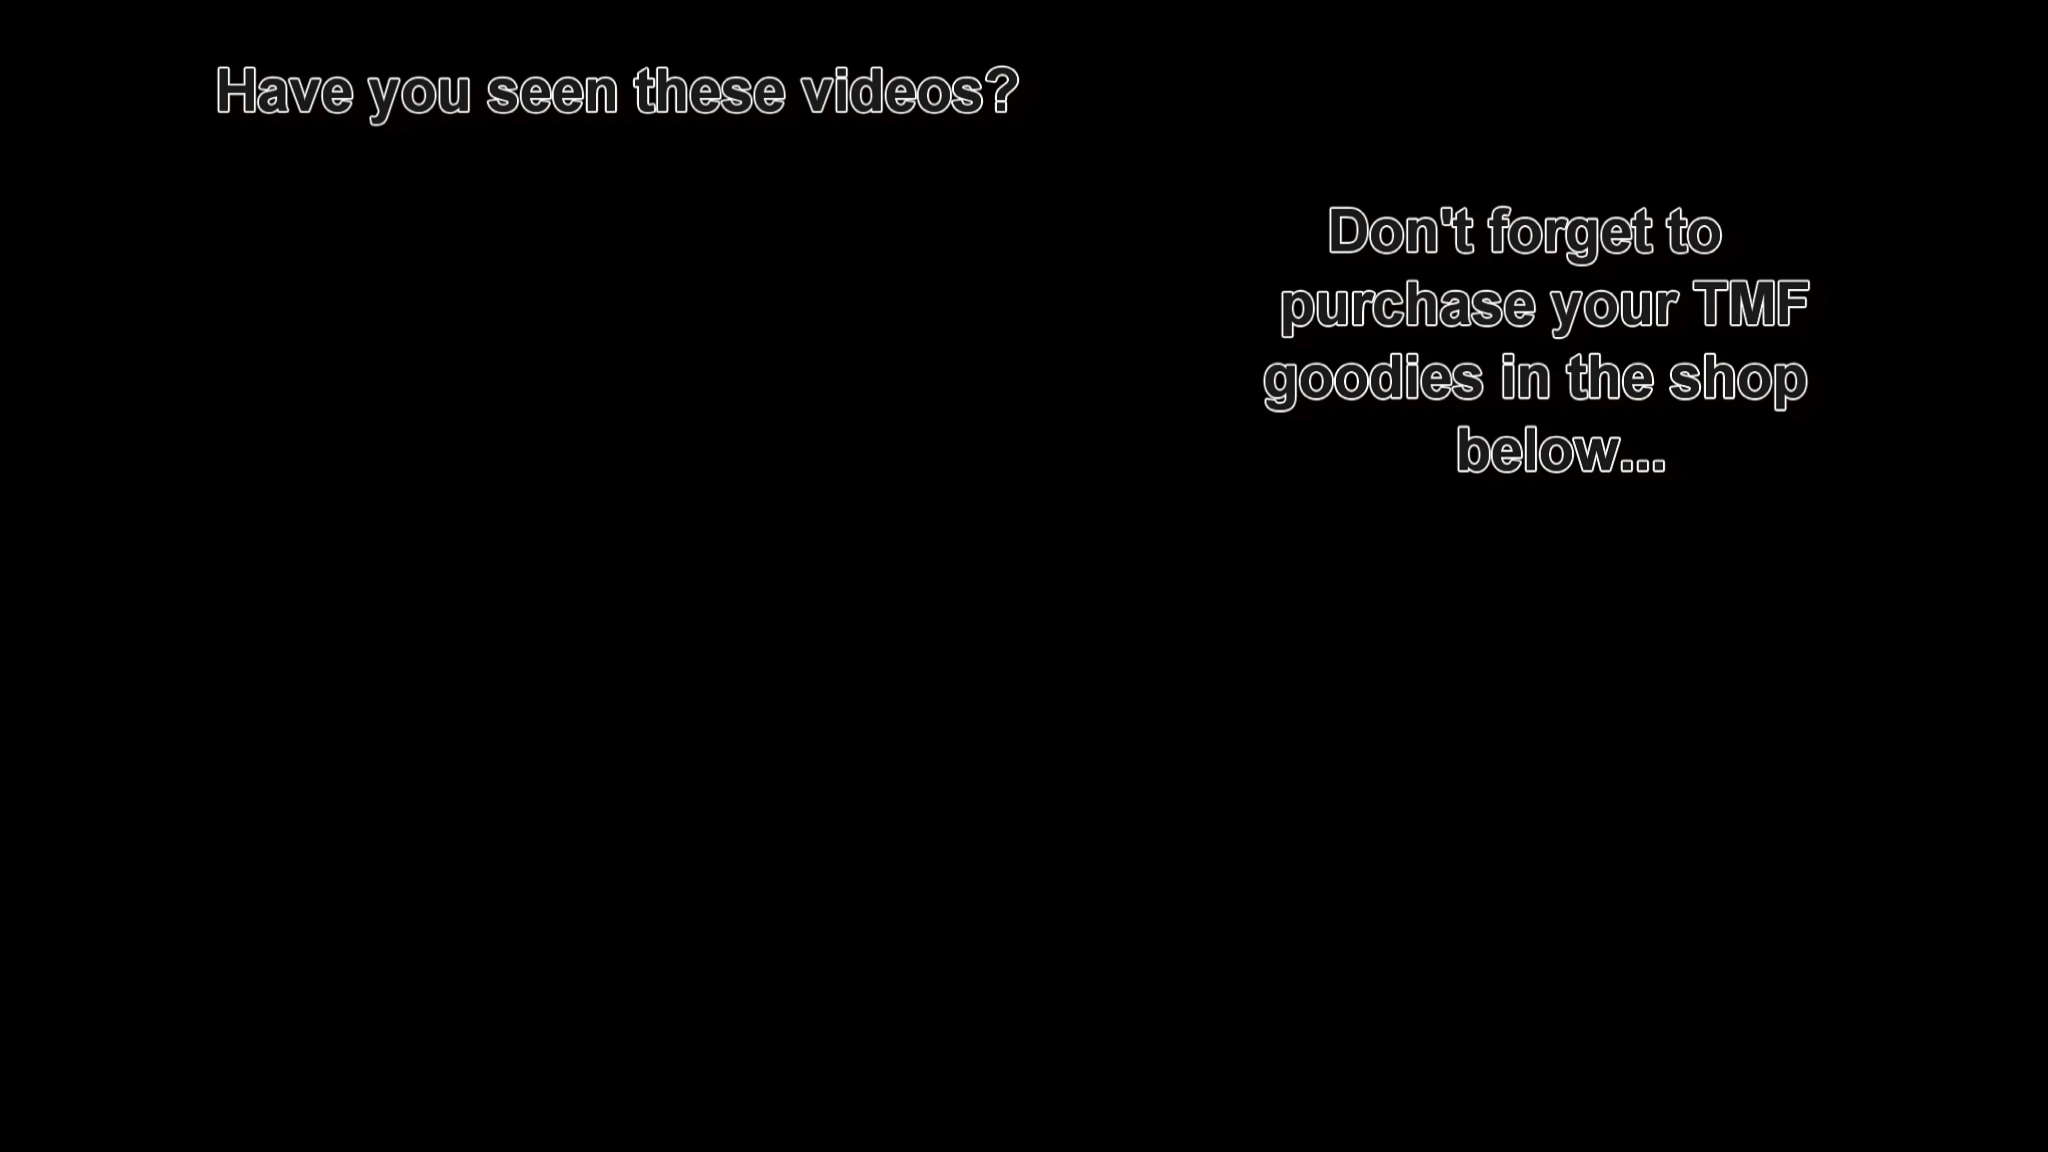 Have you seen these videos?
Don't forget to
purchase your TMF
goodies in the shop
below...